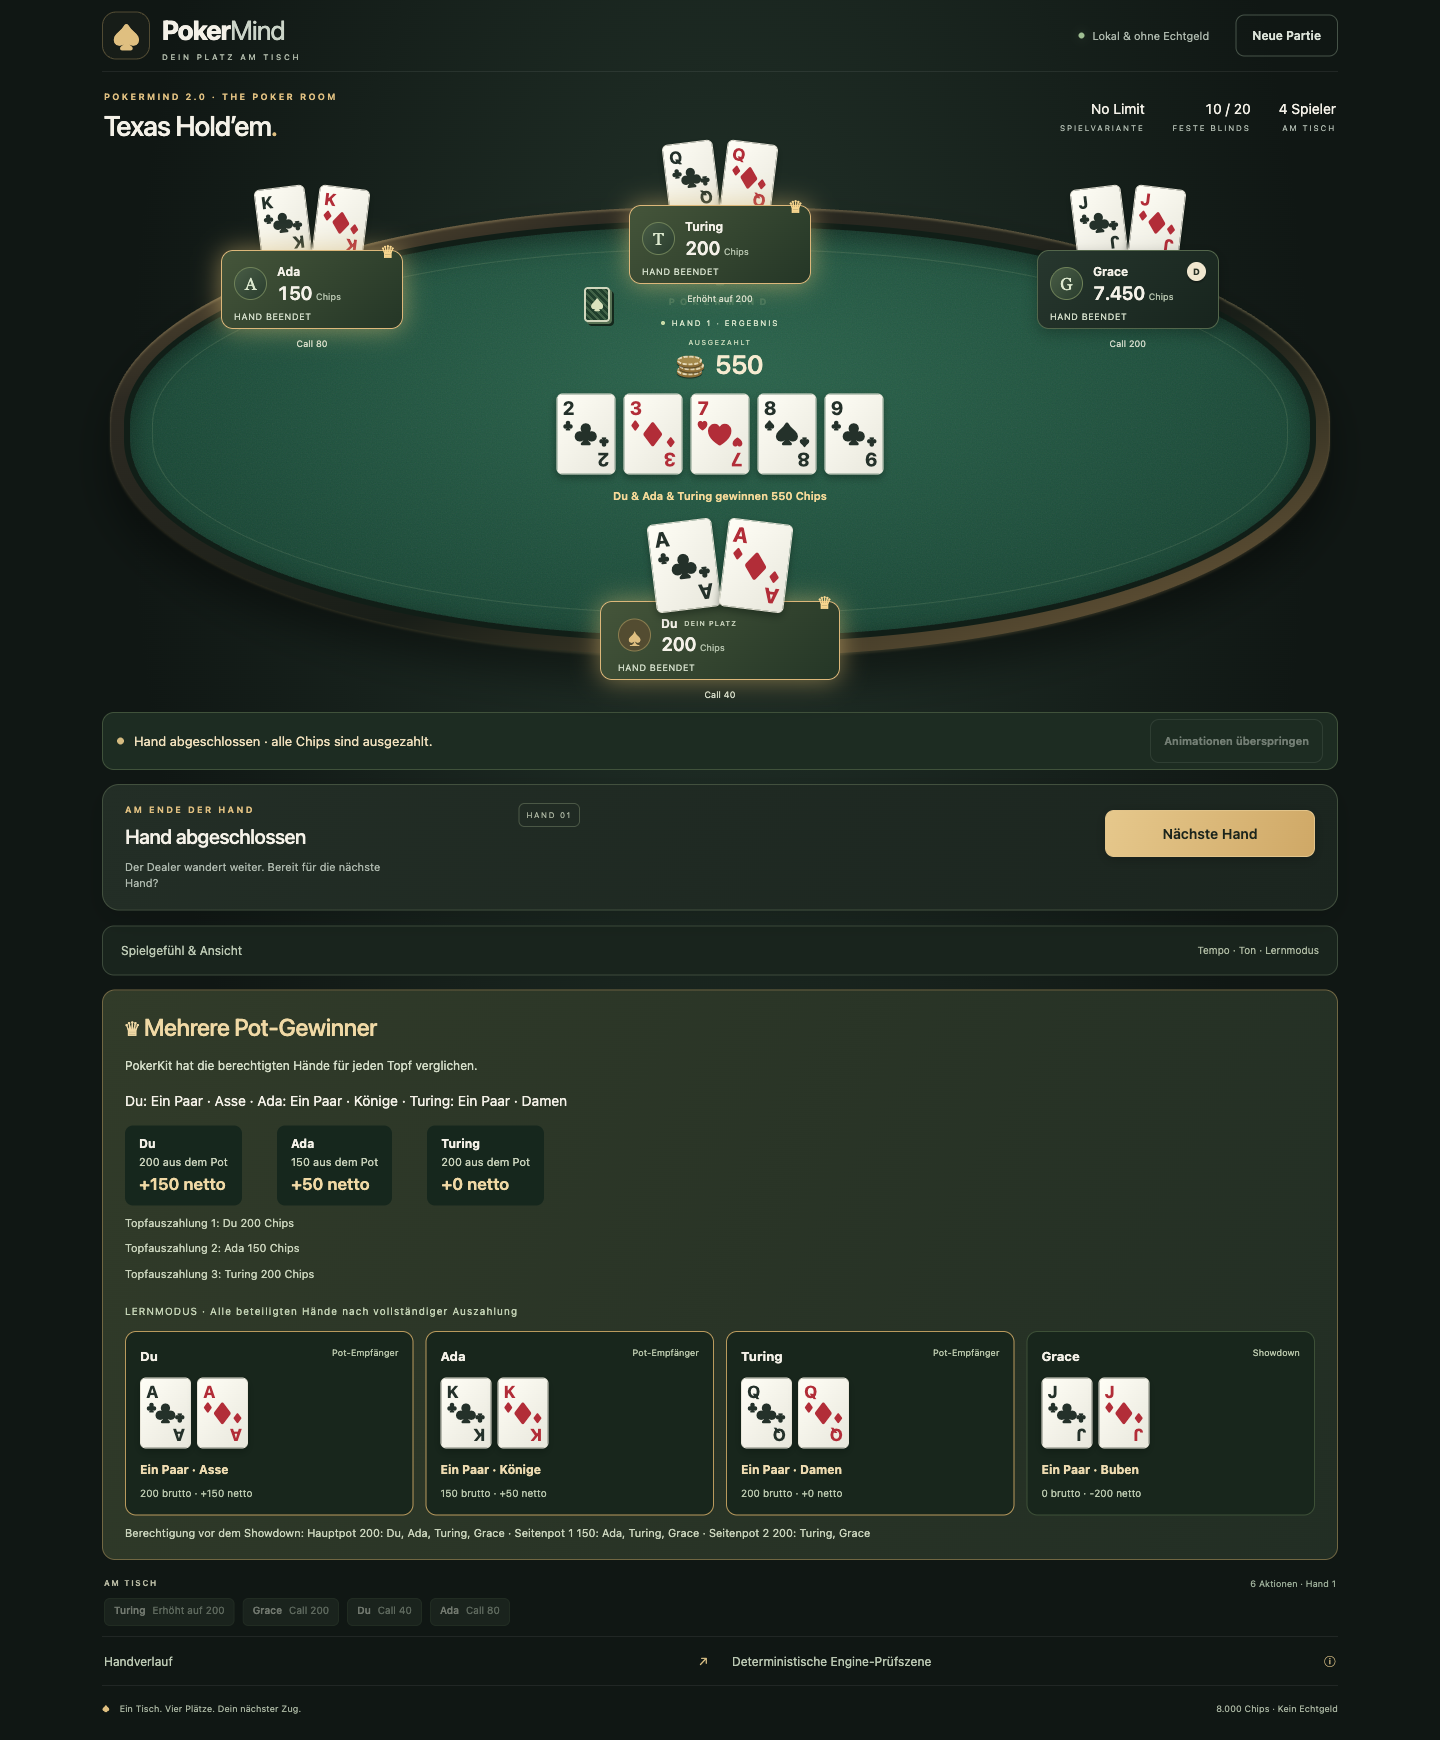 PokerMind
DEIN PLATZ AM TISCH
Lokal & ohne Echtgeld
Neue Partie
POKERMIND 2.0 · THE POKER ROOM
Texas Hold'em.
No Limit
SPIELVARIANTE
10 / 20
FESTE BLINDS
4 Spieler
AM TISCH
Q Q
Q Q
T
Turing
200 Chips
HAND BEENDET
Erhöht auf 200
K K
K K
A
Ada
150 Chips
HAND BEENDET
Call 80
J J
J J
G
Grace
D
7.450 Chips
HAND BEENDET
Call 200
HAND 1 · ERGEBNIS
AUSGEZAHLT
550
2 3 7 8 9
2 3 7 8 9
Du & Ada & Turing gewinnen 550 Chips
A A
A A
Du DEIN PLATZ
200 Chips
HAND BEENDET
Call 40
Hand abgeschlossen · alle Chips sind ausgezahlt.
Animationen überspringen
AM ENDE DER HAND
HAND 01
Hand abgeschlossen
Der Dealer wandert weiter. Bereit für die nächste
Hand?
Nächste Hand
Spielgefühl & Ansicht
Tempo · Ton · Lernmodus
Mehrere Pot-Gewinner
PokerKit hat die berechtigten Hände für jeden Topf verglichen.
Du: Ein Paar · Asse · Ada: Ein Paar · Könige · Turing: Ein Paar · Damen
Du
200 aus dem Pot
+150 netto
Ada
150 aus dem Pot
+50 netto
Turing
200 aus dem Pot
+0 netto
Topfauszahlung 1: Du 200 Chips
Topfauszahlung 2: Ada 150 Chips
Topfauszahlung 3: Turing 200 Chips
LERNMODUS · Alle beteiligten Hände nach vollständiger Auszahlung
Du
Pot-Empfänger
A A
A A
Ein Paar · Asse
200 brutto · +150 netto
Ada
Pot-Empfänger
K K
K K
Ein Paar · Könige
150 brutto · +50 netto
Turing
Pot-Empfänger
Q Q
Q Q
Ein Paar · Damen
200 brutto · +0 netto
Grace
Showdown
J J
J J
Ein Paar · Buben
0 brutto · -200 netto
Berechtigung vor dem Showdown: Hauptpot 200: Du, Ada, Turing, Grace · Seitenpot 1 150: Ada, Turing, Grace · Seitenpot 2 200: Turing, Grace
AM TISCH
6 Aktionen · Hand 1
Turing Erhöht auf 200
Grace Call 200
Du Call 40
Ada Call 80
Handverlauf
Deterministische Engine-Prüfszene
Ein Tisch. Vier Plätze. Dein nächster Zug.
8.000 Chips · Kein Echtgeld